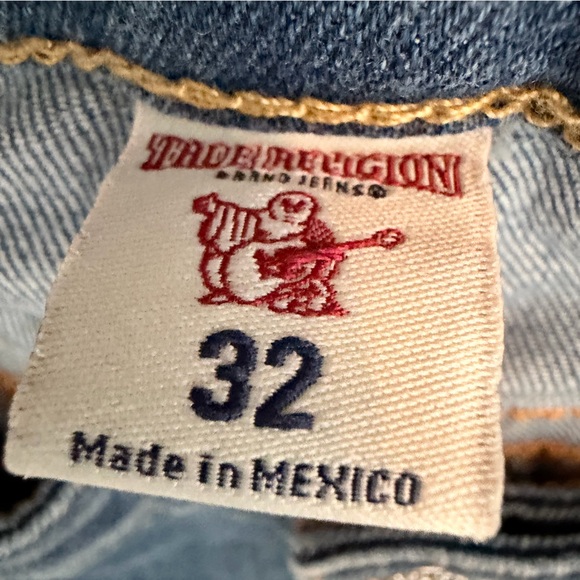 TRUE RELIGION
BRAND JEANS®
32
Made in MEXICO